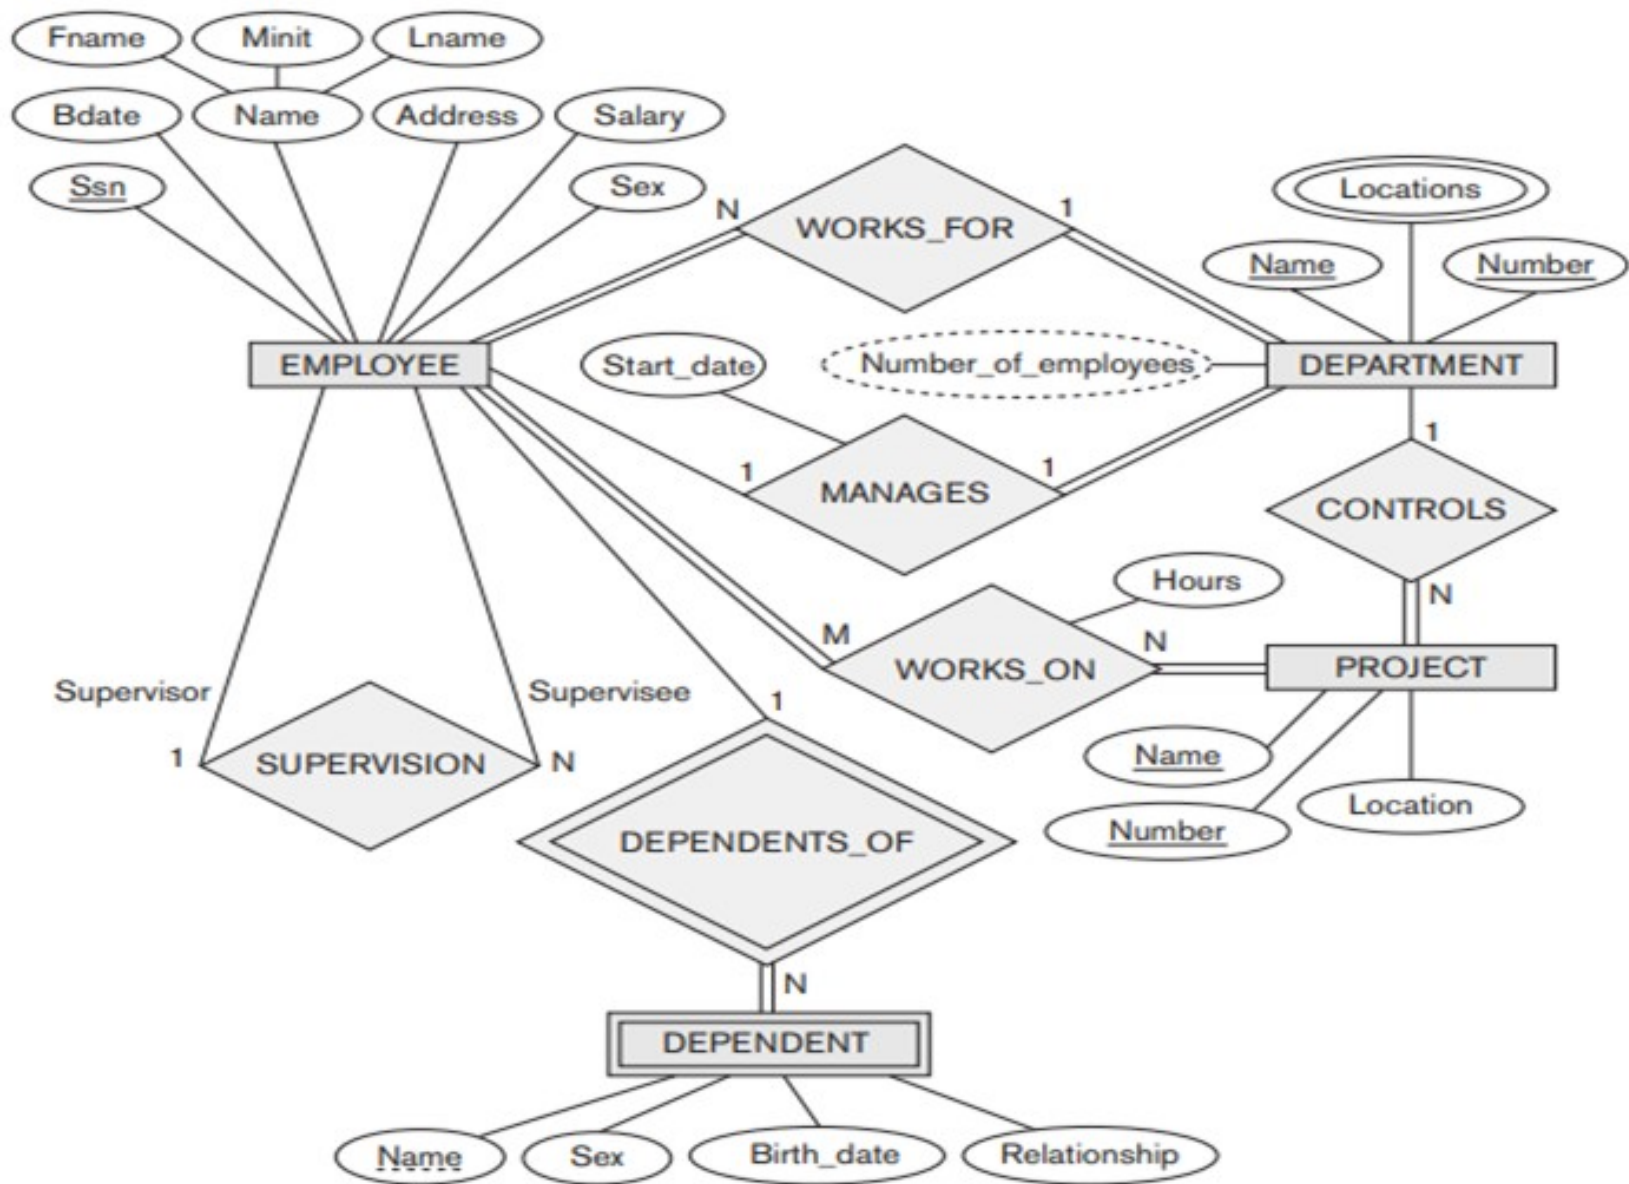 Fname Minit Lname
Bdate Name Address Salary
Ssn Sex
N WORKS_FOR 1
Locations
Name Number
EMPLOYEE Start_date Number_of_employees DEPARTMENT
1 MANAGES 1
1
CONTROLS
N
Hours
M WORKS_ON N
PROJECT
Supervisor Supervisee
1 SUPERVISION N
1
Name
Number
Location
DEPENDENTS_OF
N
DEPENDENT
Name Sex Birth_date Relationship